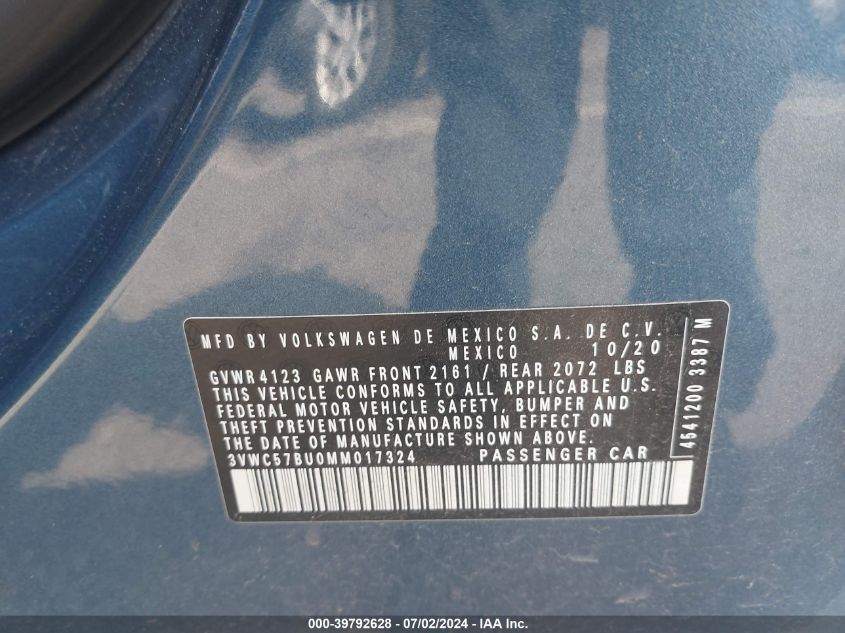 MFD BY VOLKSWAGEN DE MEXICO S.A. DE C.V.
MEXICO 10/20
GVWR 4123 GAWR FRONT 2161 / REAR 2072 LBS
THIS VEHICLE CONFORMS TO ALL APPLICABLE U.S.
FEDERAL MOTOR VEHICLE SAFETY, BUMPER AND
THEFT PREVENTION STANDARDS IN EFFECT ON
THE DATE OF MANUFACTURE SHOWN ABOVE.
3VWC57BU0MM017324 PASSENGER CAR
4541200 3387 M
000-39792628 - 07/02/2024 - IAA Inc.